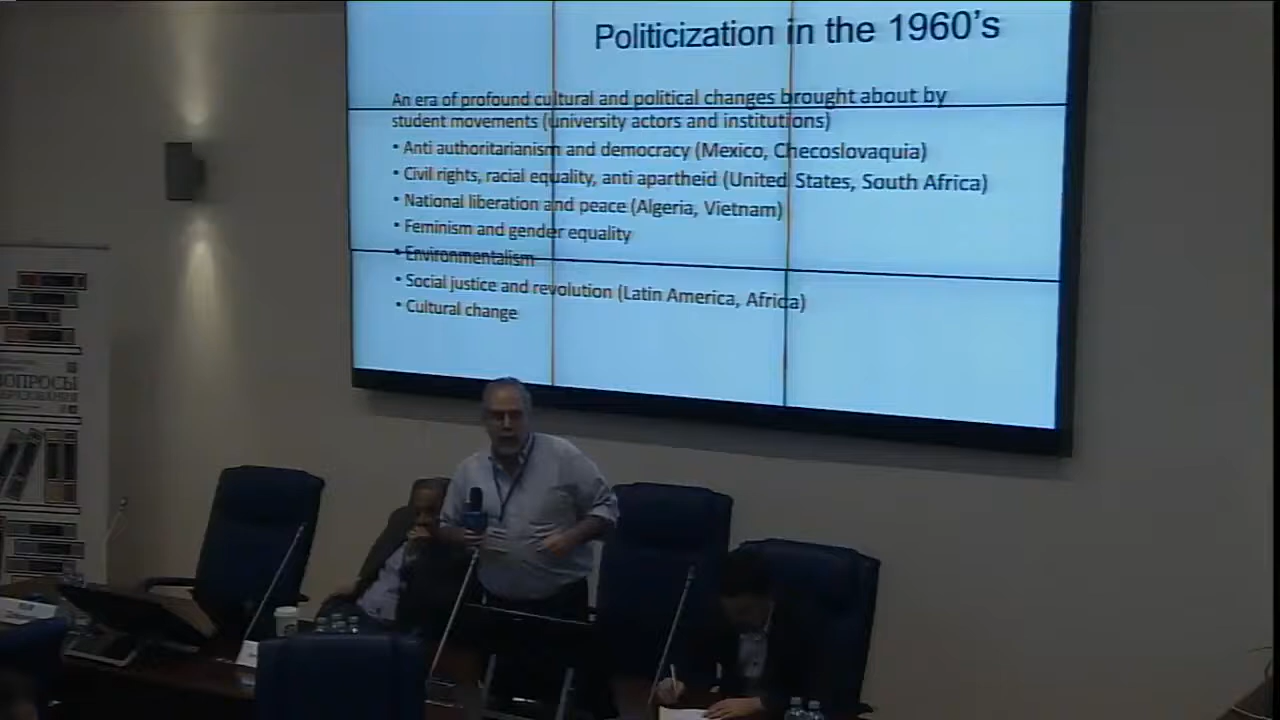 Politicization in the 1960's
An era of profound cultural and political changes brought about by
student movements (university actors and institutions)
• Anti authoritarianism and democracy (Mexico, Checoslovaquia)
• Civil rights, racial equality, anti apartheid (United States, South Africa)
• National liberation and peace (Algeria, Vietnam)
• Feminism and gender equality
• Environmentalism
• Social justice and revolution (Latin America, Africa)
• Cultural change
ВОПРОСЫ